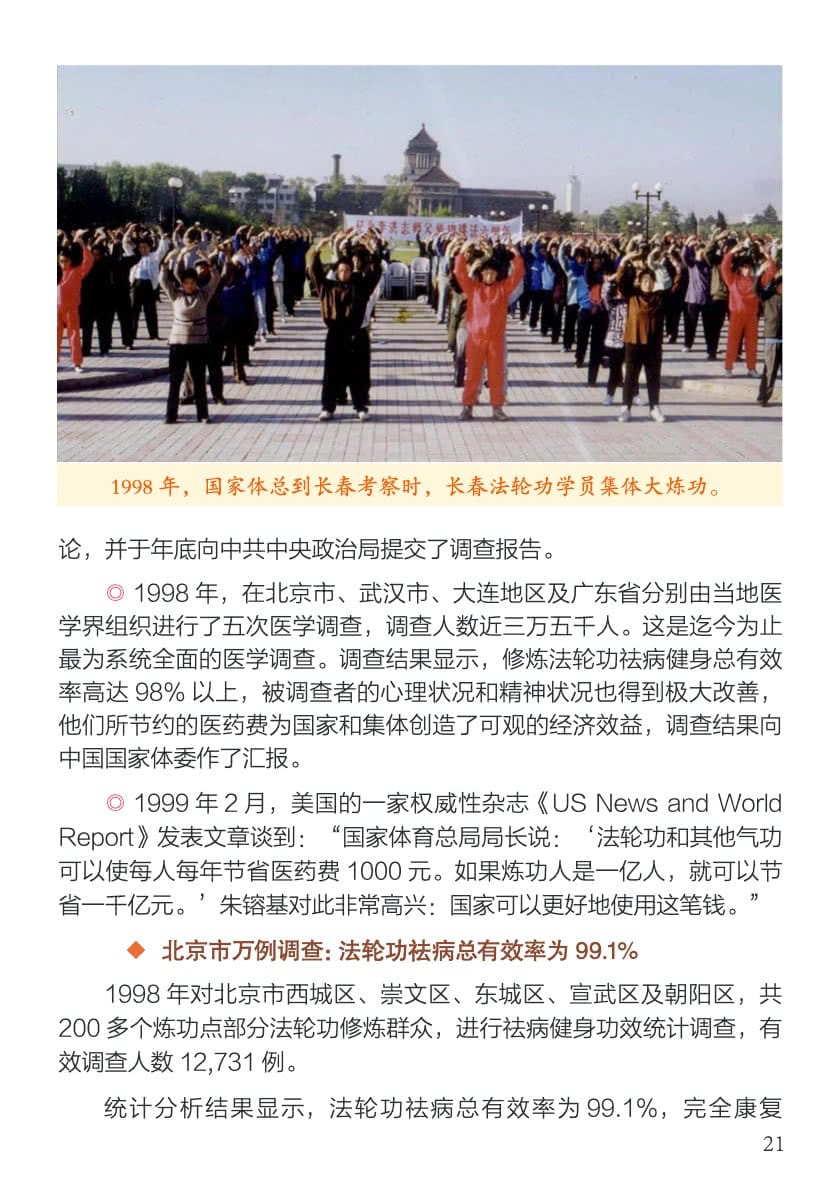 1998 年，国家体总到长春考察时，长春法轮功学员集体大炼功。
论，并于年底向中共中央政治局提交了调查报告。
◎ 1998 年，在北京市、武汉市、大连地区及广东省分别由当地医
学界组织进行了五次医学调查，调查人数近三万五千人。这是迄今为止
最为系统全面的医学调查。调查结果显示，修炼法轮功祛病健身总有效
率高达 98% 以上，被调查者的心理状况和精神状况也得到极大改善，
他们所节约的医药费为国家和集体创造了可观的经济效益，调查结果向
中国国家体委作了汇报。
◎ 1999 年 2 月，美国的一家权威性杂志《US News and World
Report》发表文章谈到：“国家体育总局局长说：‘法轮功和其他气功
可以使每人每年节省医药费 1000 元。如果炼功人是一亿人，就可以节
省一千亿元。’朱镕基对此非常高兴：国家可以更好地使用这笔钱。”
◆ 北京市万例调查：法轮功祛病总有效率为 99.1%
1998 年对北京市西城区、崇文区、东城区、宣武区及朝阳区，共
200 多个炼功点部分法轮功修炼群众，进行祛病健身功效统计调查，有
效调查人数 12,731 例。
统计分析结果显示，法轮功祛病总有效率为 99.1%，完全康复
21